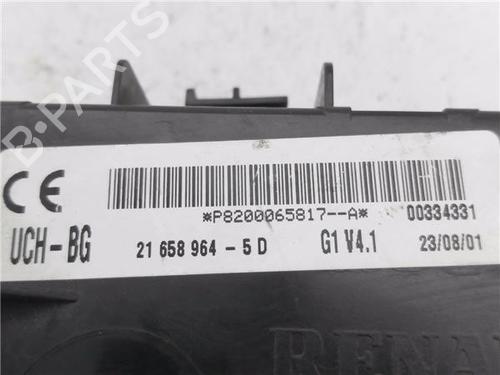 B-PARTS
CE
*P8200065817--A* 00334331
UCH-BG 21 658 964 - 5 D G1 V4.1 23/08/01